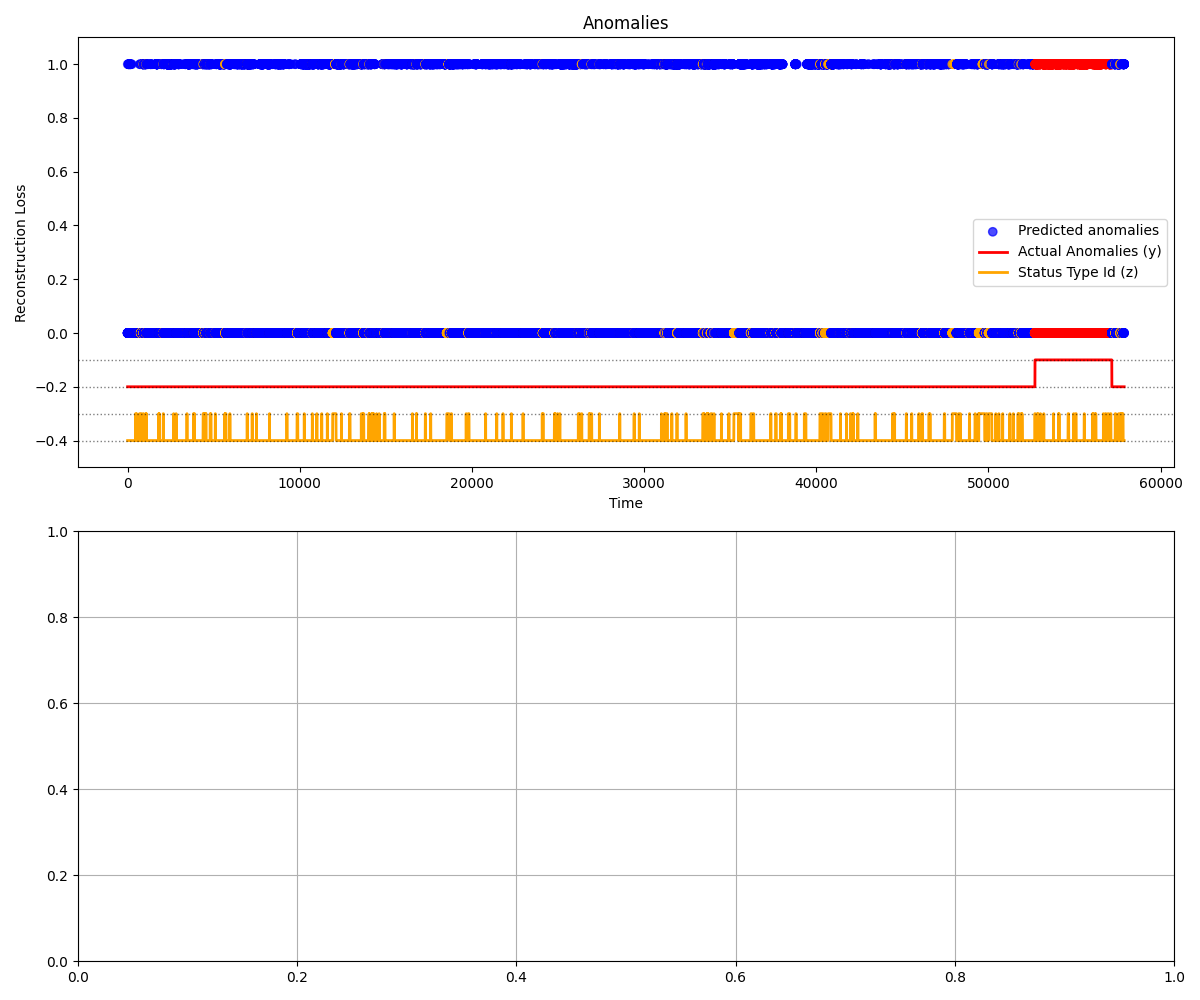 Anomalies
1.0
0.8
0.6
0.4
0.2
0.0
−0.2
−0.4
Reconstruction Loss
Predicted anomalies
Actual Anomalies (y)
Status Type Id (z)
0 10000 20000 30000 40000 50000 60000
Time
1.0
0.8
0.6
0.4
0.2
0.0
0.0 0.2 0.4 0.6 0.8 1.0